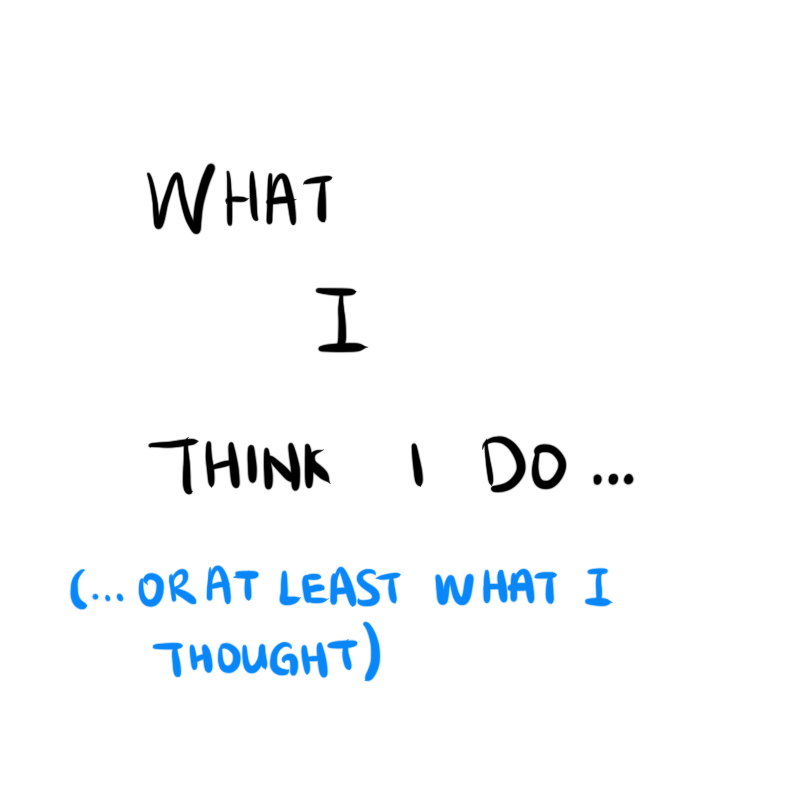 WHAT
I
THINK I DO...
(... OR AT LEAST WHAT I
THOUGHT)